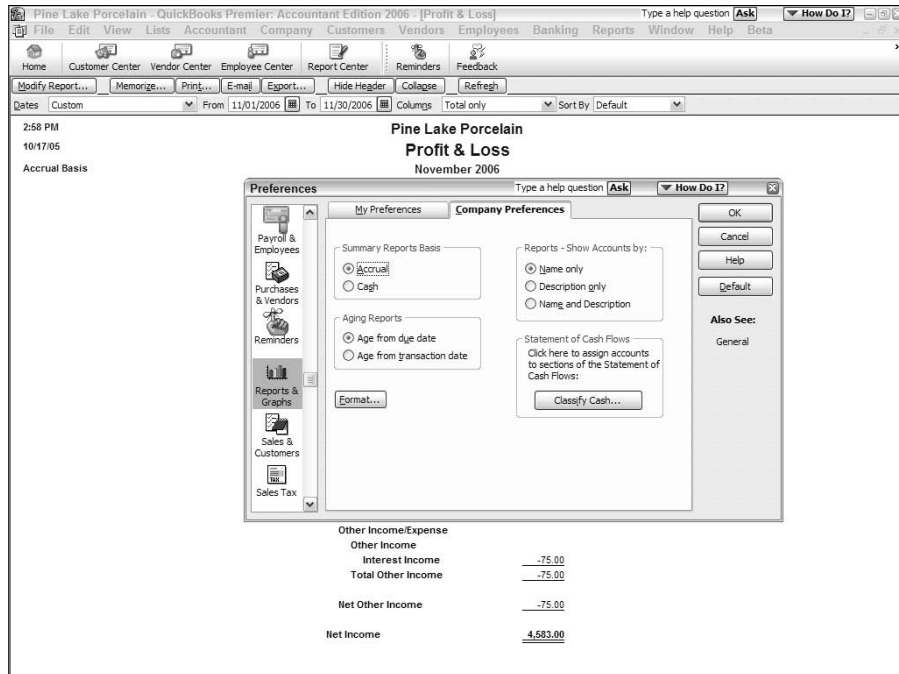 Pine Lake Porcelain - QuickBooks Premier: Accountant Edition 2006 - [Profit & Loss]
Type a help question Ask
How Do I?
File Edit View Lists Accountant Company Customers Vendors Employees Banking Reports Window Help Beta
Home Customer Center Vendor Center Employee Center Report Center Reminders Feedback
Modify Report... Memorize... Print... E-mail Export... Hide Header Collapse Refresh
Dates Custom From 11/01/2006 To 11/30/2006 Columns Total only Sort By Default
2:58 PM
Pine Lake Porcelain
10/17/05
Profit & Loss
Accrual Basis
November 2006
Preferences
Type a help question Ask
How Do I?
Payroll &
Employees
Purchases
& Vendors
Reminders
Reports &
Graphs
Sales &
Customers
TAX
Sales Tax
My Preferences
Company Preferences
Summary Reports Basis
Accrual
Cash
Aging Reports
Age from due date
Age from transaction date
Format...
Reports - Show Accounts by:
Name only
Description only
Name and Description
Statement of Cash Flows
Click here to assign accounts
to sections of the Statement of
Cash Flows:
Classify Cash...
OK
Cancel
Help
Default
Also See:
General
Other Income/Expense
Other Income
Interest Income -75.00
Total Other Income -75.00
Net Other Income -75.00
Net Income 4,583.00